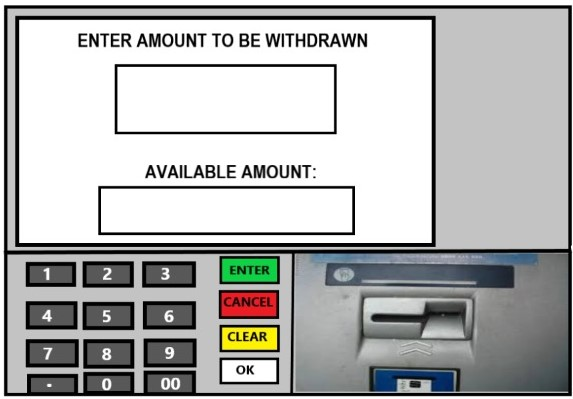 ENTER AMOUNT TO BE WITHDRAWN
AVAILABLE AMOUNT:
1 2 3 ENTER
4 5 6 CANCEL
7 8 9 CLEAR
. 0 00 OK